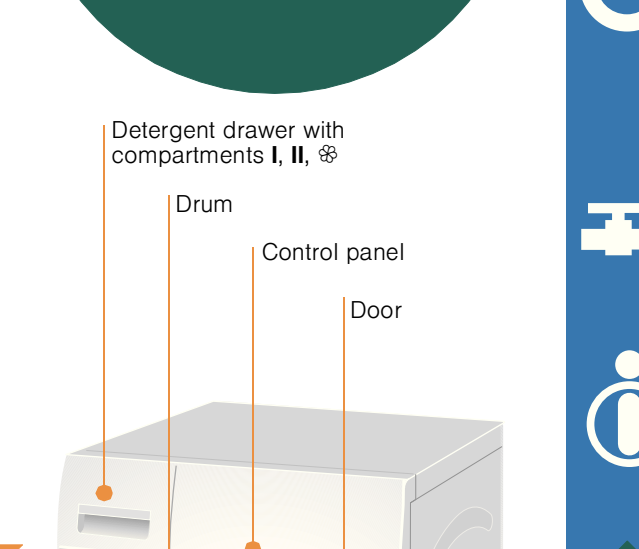 Detergent drawer with
compartments I, II, ❀
Drum
Control panel
Door